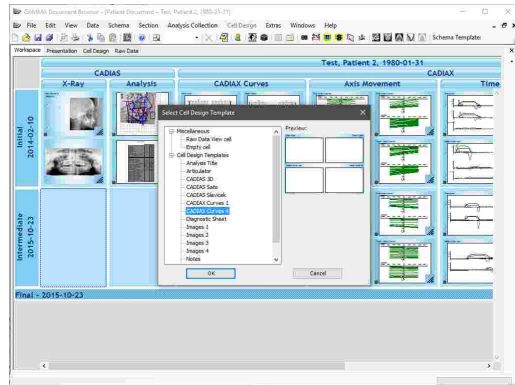 GAMMA Document Browser - [Patient Document - Test, Patient 2, 1980-01-31]
File Edit View Date Schema Section Analysis Collection Cell Design Extras Windows Help
Schema Template:
Workspace Presentation Cell Design Raw Data
Test, Patient 2, 1980-01-31
CADIAS CADIAX
X-Ray Analysis CADIAX Curves Axis Movement Time
Initial
2014-02-10
Select Cell Design Template
Miscellaneous
Raw Data View cell
Empty cell
Cell Design Templates
Analysis Title
Articulator
CADIAS 3D
CADIAS Sato
CADIAS Slavicek
CADIAX Curves 1
CADIAX Curves 4
Diagnostic Sheet
Images 1
Images 2
Images 3
Images 4
Notes
Preview:
OK Cancel
Intermediate
2015-10-23
Final - 2015-10-23